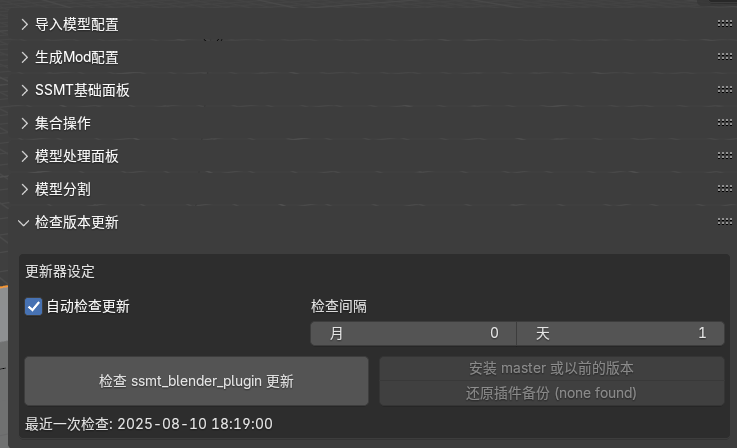 导入模型配置
生成Mod配置
SSMT基础面板
集合操作
模型处理面板
模型分割
检查版本更新
更新器设定
自动检查更新
检查间隔
月 0 天 1
检查 ssmt_blender_plugin 更新
安装 master 或以前的版本
还原插件备份 (none found)
最近一次检查: 2025-08-10 18:19:00